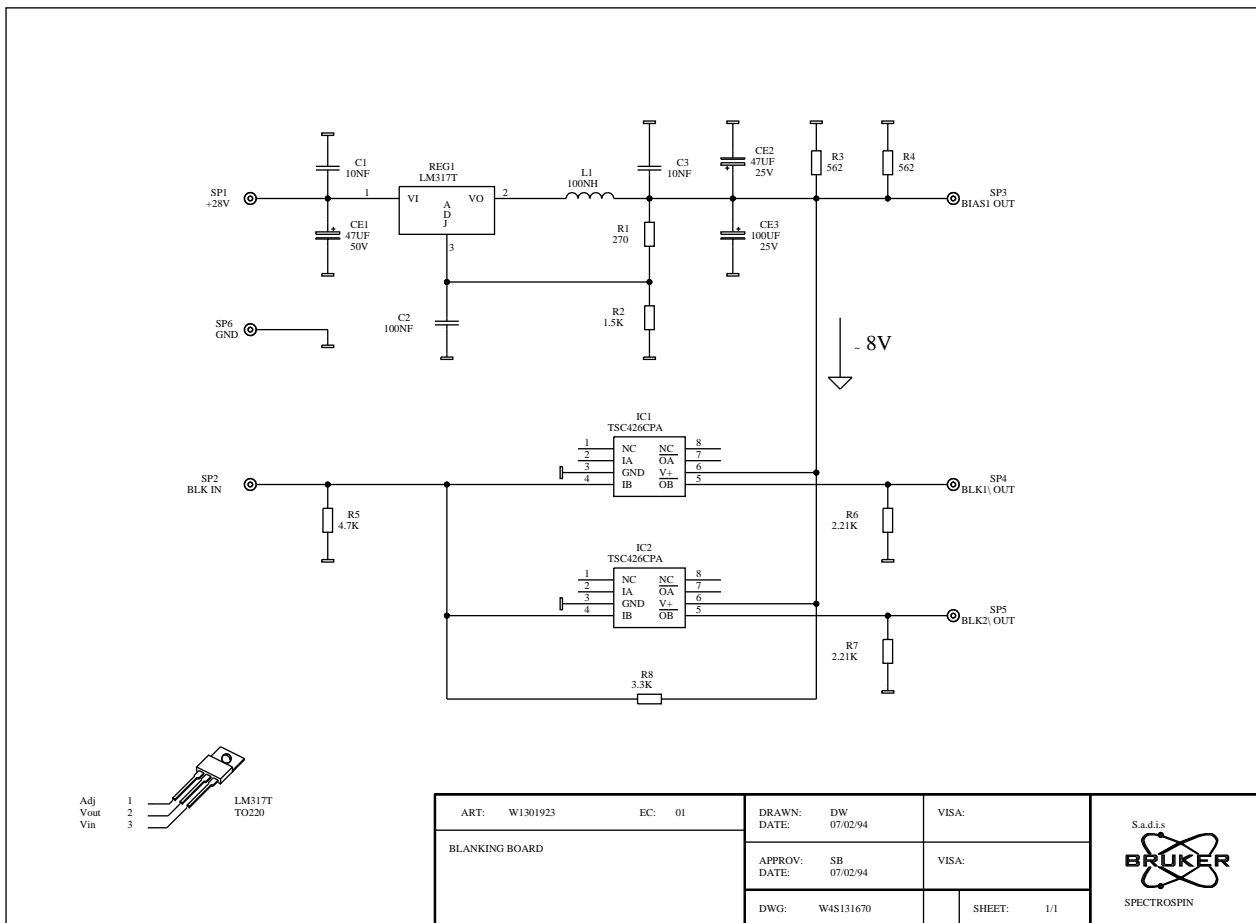 C1
10NF
SP1
+28V
1
REG1
LM317T
VI
VO
A
D
J
2
3
L1
100NH
C3
10NF
CE2
47UF
25V
R3
562
R4
562
SP3
BIAS1 OUT
CE1
47UF
50V
R1
270
CE3
100UF
25V
SP6
GND
C2
100NF
R2
1.5K
~ 8V
IC1
TSC426CPA
1 NC NC 8
2 IA OA 7
3 GND V+ 6
4 IB OB 5
SP2
BLK IN
SP4
BLK1\ OUT
R5
4.7K
R6
2.21K
IC2
TSC426CPA
1 NC NC 8
2 IA OA 7
3 GND V+ 6
4 IB OB 5
SP5
BLK2\ OUT
R7
2.21K
R8
3.3K
Adj 1
Vout 2
Vin 3
LM317T
TO220
ART: W1301923 EC: 01
BLANKING BOARD
DRAWN: DW
DATE: 07/02/94
VISA:
APPROV: SB
DATE: 07/02/94
VISA:
DWG: W4S131670
SHEET: 1/1
S.a.d.i.s
BRUKER
SPECTROSPIN